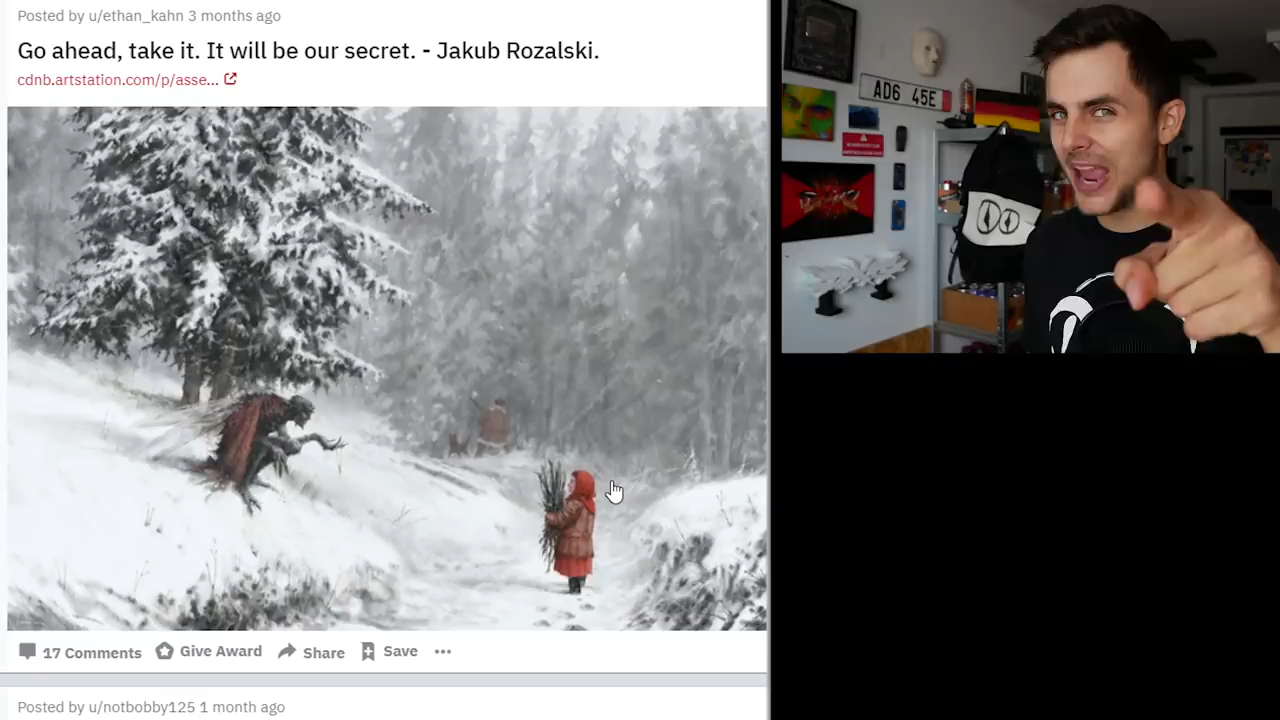 Posted by u/ethan_kahn 3 months ago
Go ahead, take it. It will be our secret. - Jakub Rozalski.
cdnb.artstation.com/p/asse...
AD6 45E
17 Comments Give Award Share Save ...
Posted by u/notbobby125 1 month ago